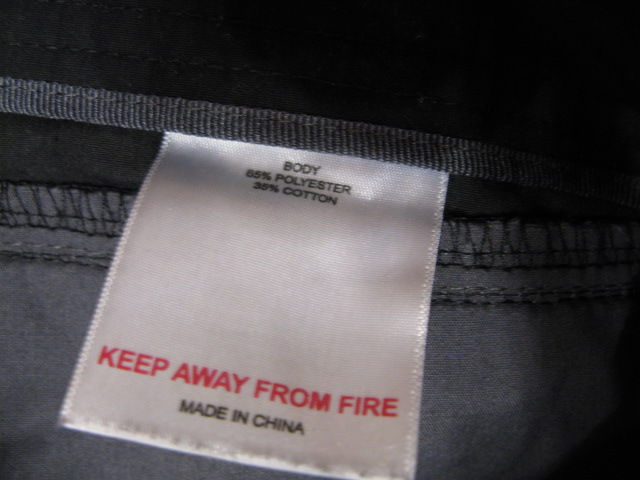 BODY
65% POLYESTER
35% COTTON
KEEP AWAY FROM FIRE
MADE IN CHINA